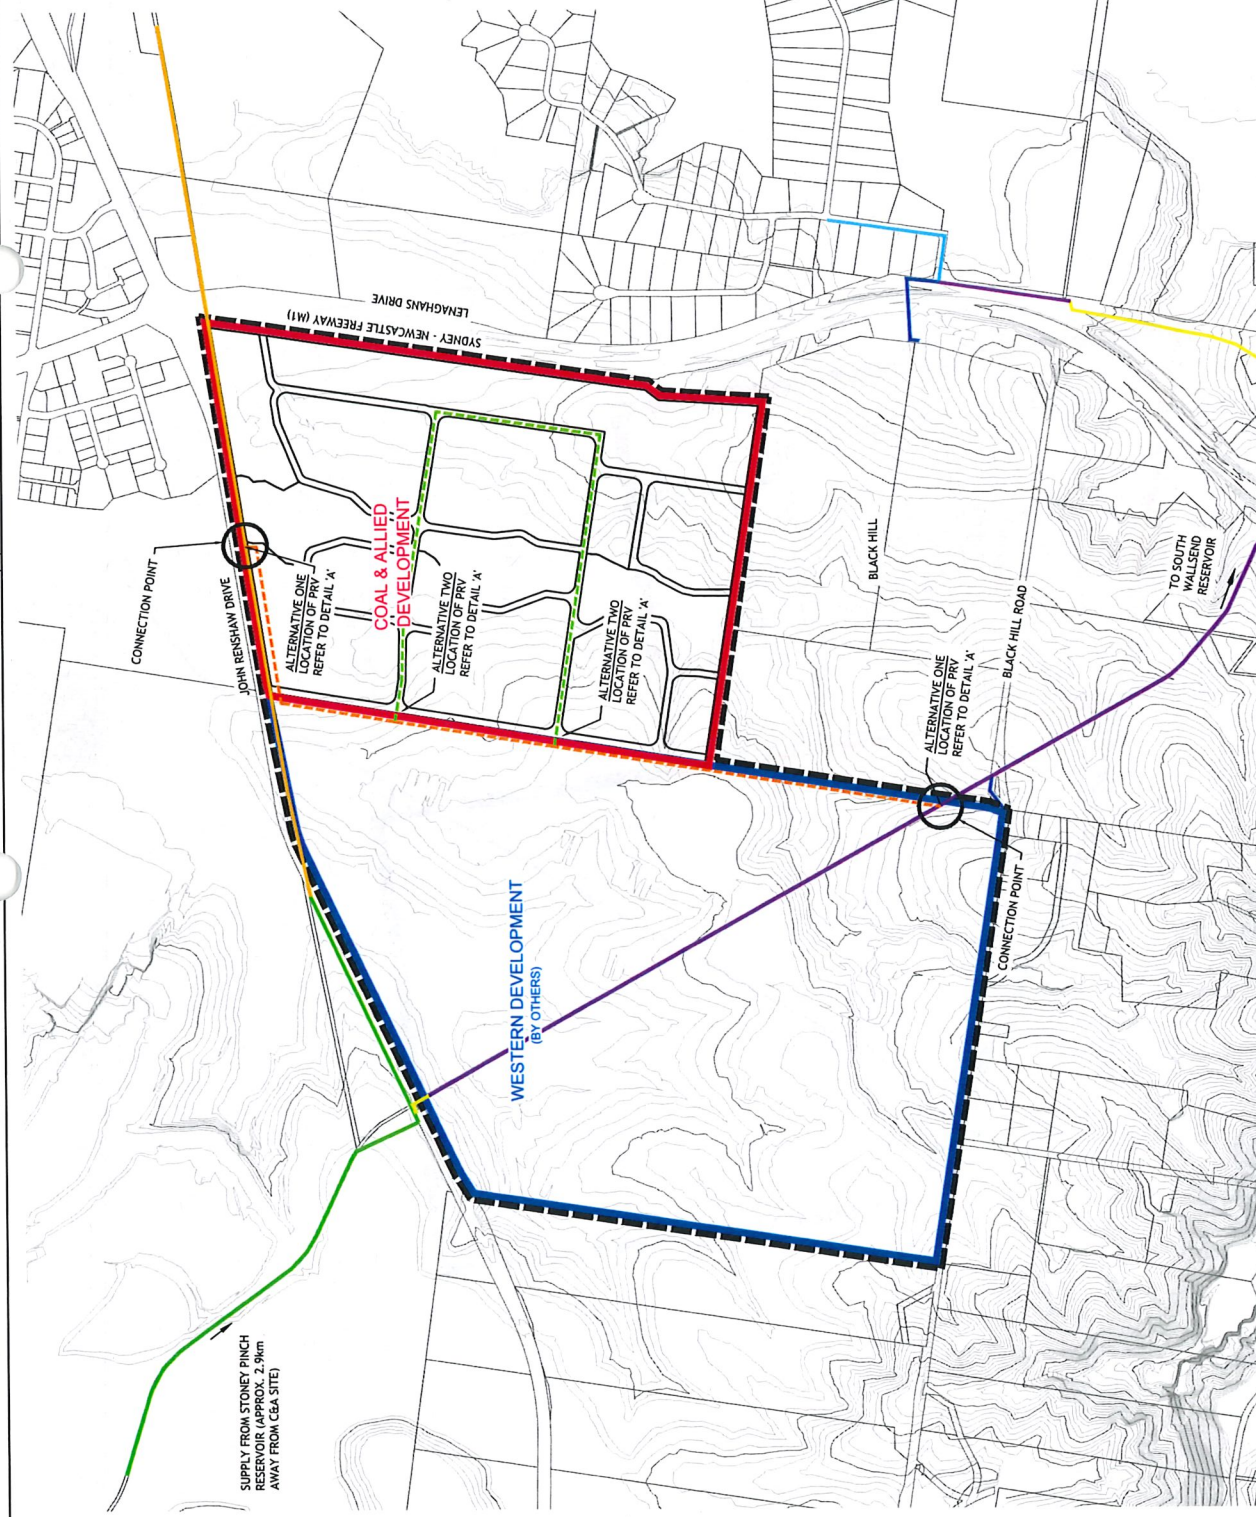 LENAGHANS DRIVE
SYDNEY - NEWCASTLE FREEWAY (M1)
CONNECTION POINT
JOHN RENSHAW DRIVE
COAL & ALLIED
DEVELOPMENT
ALTERNATIVE ONE
LOCATION OF PRV
REFER TO DETAIL 'A'
ALTERNATIVE TWO
LOCATION OF PRV
REFER TO DETAIL 'A'
ALTERNATIVE TWO
LOCATION OF PRV
REFER TO DETAIL 'A'
BLACK HILL
BLACK HILL ROAD
TO SOUTH
WALLSEND
RESERVOIR
ALTERNATIVE ONE
LOCATION OF PRV
REFER TO DETAIL 'A'
CONNECTION POINT
WESTERN DEVELOPMENT
(BY OTHERS)
SUPPLY FROM STONEY PINCH
RESERVOIR (APPROX. 2.9km
AWAY FROM C&A SITE)